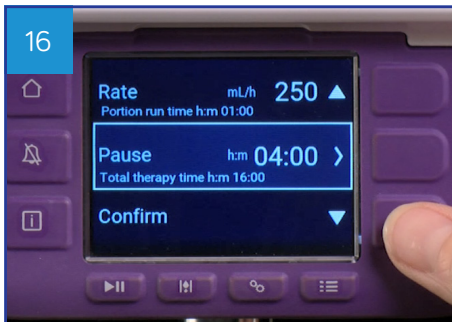 16
Rate mL/h 250
Portion run time h:m 01:00
Pause h:m 04:00
Total therapy time h:m 16:00
Confirm